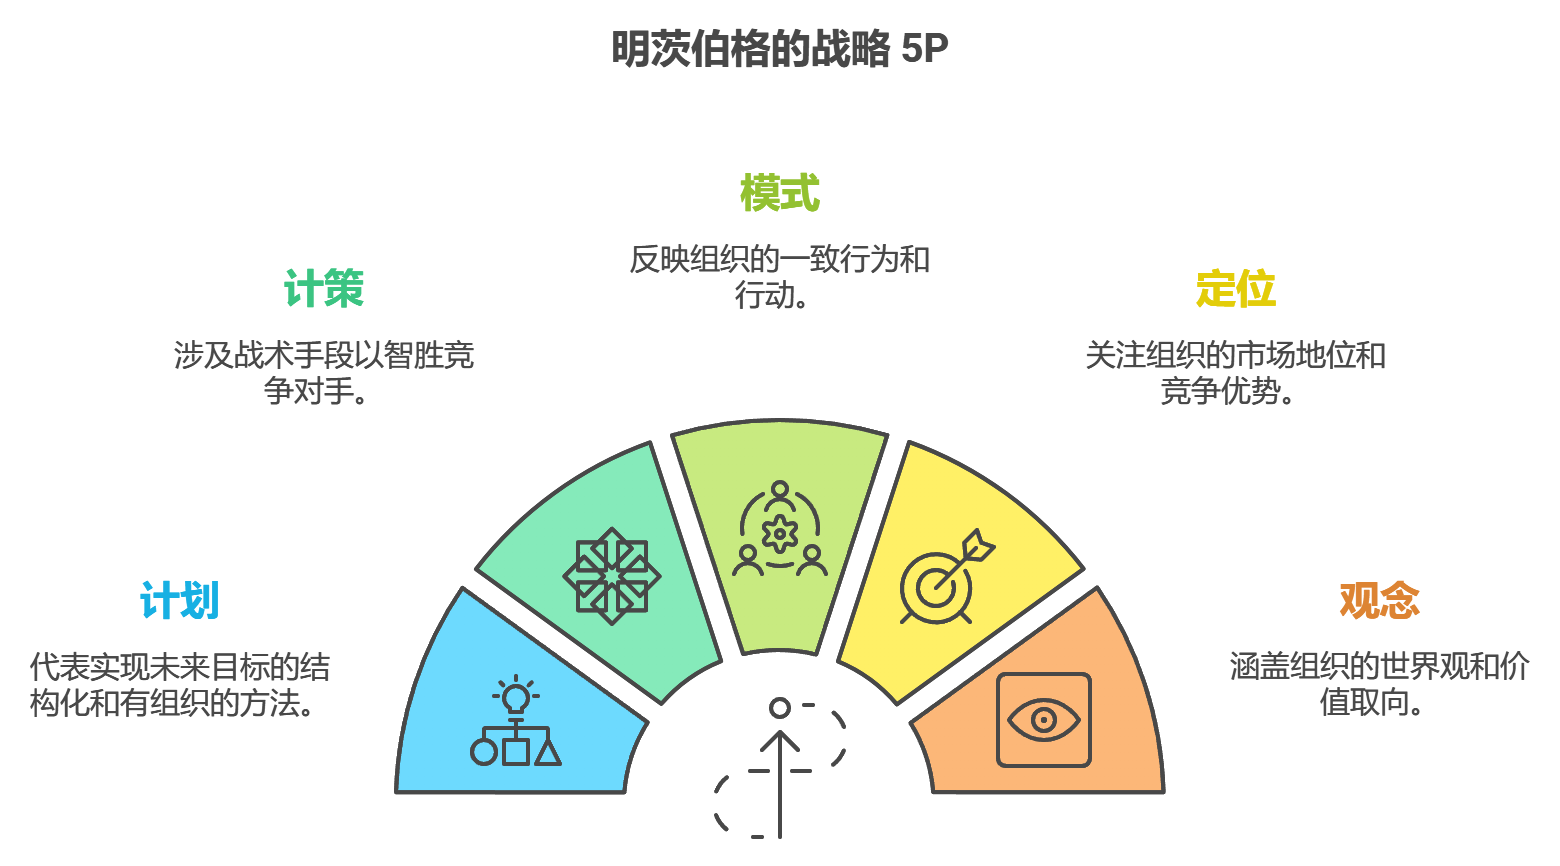 明茨伯格的战略 5P
模式
反映组织的一致行为和
行动。
计策
涉及战术手段以智胜竞
争对手。
定位
关注组织的市场地位和
竞争优势。
计划
代表实现未来目标的结
构化和有组织的方法。
观念
涵盖组织的世界观和价
值取向。